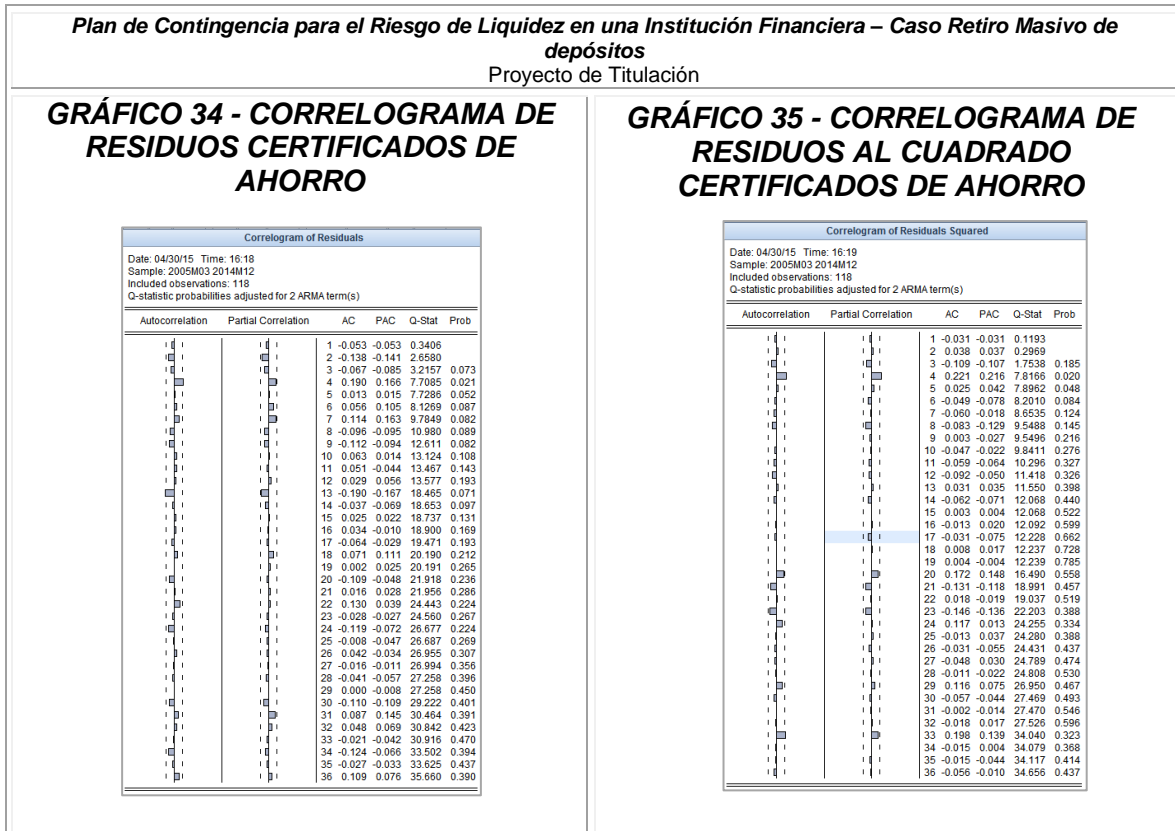 Plan de Contingencia para el Riesgo de Liquidez en una Institución Financiera – Caso Retiro Masivo de
depósitos
Proyecto de Titulación
GRÁFICO 34 - CORRELOGRAMA DE
RESIDUOS CERTIFICADOS DE
AHORRO
Correlogram of Residuals
Date: 04/30/15 Time: 16:18
Sample: 2005M03 2014M12
Included observations: 118
Q-statistic probabilities adjusted for 2 ARMA term(s)
Autocorrelation Partial Correlation AC PAC Q-Stat Prob
1 -0.053 -0.053 0.3406
2 -0.138 -0.141 2.6580
3 -0.067 -0.085 3.2157 0.073
4 0.190 0.166 7.7085 0.021
5 0.013 0.015 7.7286 0.052
6 0.056 0.105 8.1269 0.087
7 0.114 0.163 9.7849 0.082
8 -0.096 -0.095 10.980 0.089
9 -0.112 -0.094 12.611 0.082
10 0.063 0.014 13.124 0.108
11 0.051 -0.044 13.467 0.143
12 0.029 0.056 13.577 0.193
13 -0.190 -0.167 18.465 0.071
14 -0.037 -0.069 18.653 0.097
15 0.025 0.022 18.737 0.131
16 0.034 -0.010 18.900 0.169
17 -0.064 -0.029 19.471 0.193
18 0.071 0.111 20.190 0.212
19 0.002 0.025 20.191 0.265
20 -0.109 -0.048 21.918 0.236
21 0.016 0.028 21.956 0.286
22 0.130 0.039 24.443 0.224
23 -0.028 -0.027 24.560 0.267
24 -0.119 -0.072 26.677 0.224
25 -0.008 -0.047 26.687 0.269
26 0.042 -0.034 26.955 0.307
27 -0.016 -0.011 26.994 0.356
28 -0.041 -0.057 27.258 0.396
29 0.000 -0.008 27.258 0.450
30 -0.110 -0.109 29.222 0.401
31 0.087 0.145 30.464 0.391
32 0.048 0.069 30.842 0.423
33 -0.021 -0.042 30.916 0.470
34 -0.124 -0.066 33.502 0.394
35 -0.027 -0.033 33.625 0.437
36 0.109 0.076 35.660 0.390
GRÁFICO 35 - CORRELOGRAMA DE
RESIDUOS AL CUADRADO
CERTIFICADOS DE AHORRO
Correlogram of Residuals Squared
Date: 04/30/15 Time: 16:19
Sample: 2005M03 2014M12
Included observations: 118
Q-statistic probabilities adjusted for 2 ARMA term(s)
Autocorrelation Partial Correlation AC PAC Q-Stat Prob
1 -0.031 -0.031 0.1193
2 0.038 0.037 0.2969
3 -0.109 -0.107 1.7538 0.185
4 0.221 0.216 7.8166 0.020
5 0.025 0.042 7.8962 0.048
6 -0.049 -0.078 8.2010 0.084
7 -0.060 -0.018 8.6535 0.124
8 -0.083 -0.129 9.5488 0.145
9 0.003 -0.027 9.5496 0.216
10 -0.047 -0.022 9.8411 0.276
11 -0.059 -0.064 10.296 0.327
12 -0.092 -0.050 11.418 0.326
13 0.031 0.035 11.550 0.398
14 -0.062 -0.071 12.068 0.440
15 0.003 0.004 12.068 0.522
16 -0.013 0.020 12.092 0.599
17 -0.031 -0.075 12.228 0.662
18 0.008 0.017 12.237 0.728
19 0.004 -0.004 12.239 0.785
20 0.172 0.148 16.490 0.558
21 -0.131 -0.118 18.991 0.457
22 0.018 -0.019 19.037 0.519
23 -0.146 -0.136 22.203 0.388
24 0.117 0.013 24.255 0.334
25 -0.013 0.037 24.280 0.388
26 -0.031 -0.055 24.431 0.437
27 -0.048 0.030 24.789 0.474
28 -0.011 -0.022 24.808 0.530
29 0.116 0.075 26.950 0.467
30 -0.057 -0.044 27.469 0.493
31 -0.002 -0.014 27.470 0.546
32 -0.018 0.017 27.526 0.596
33 0.198 0.139 34.040 0.323
34 -0.015 0.004 34.079 0.368
35 -0.015 -0.044 34.117 0.414
36 -0.056 -0.010 34.656 0.437